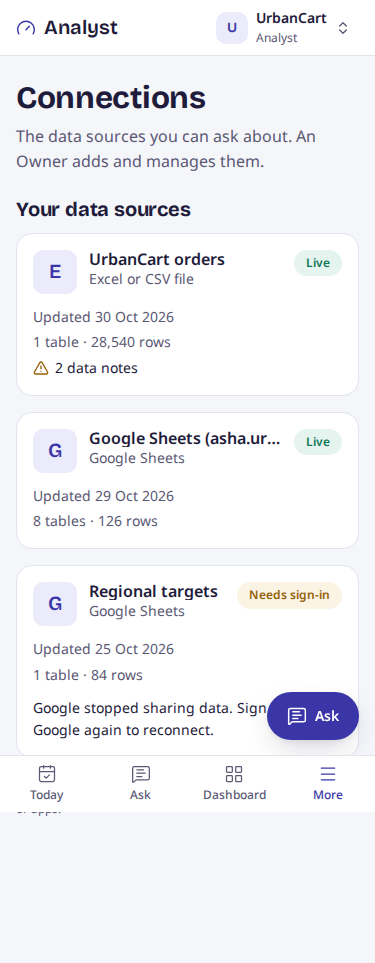 Analyst
U
UrbanCart
Analyst
Connections
The data sources you can ask about. An
Owner adds and manages them.
Your data sources
E
UrbanCart orders
Excel or CSV file
Live
Updated 30 Oct 2026
1 table · 28,540 rows
2 data notes
G
Google Sheets (asha.ur...
Google Sheets
Live
Updated 29 Oct 2026
8 tables · 126 rows
G
Regional targets
Google Sheets
Needs sign-in
Updated 25 Oct 2026
1 table · 84 rows
Google stopped sharing data. Sign
Google again to reconnect.
Ask
Today
Ask
Dashboard
More